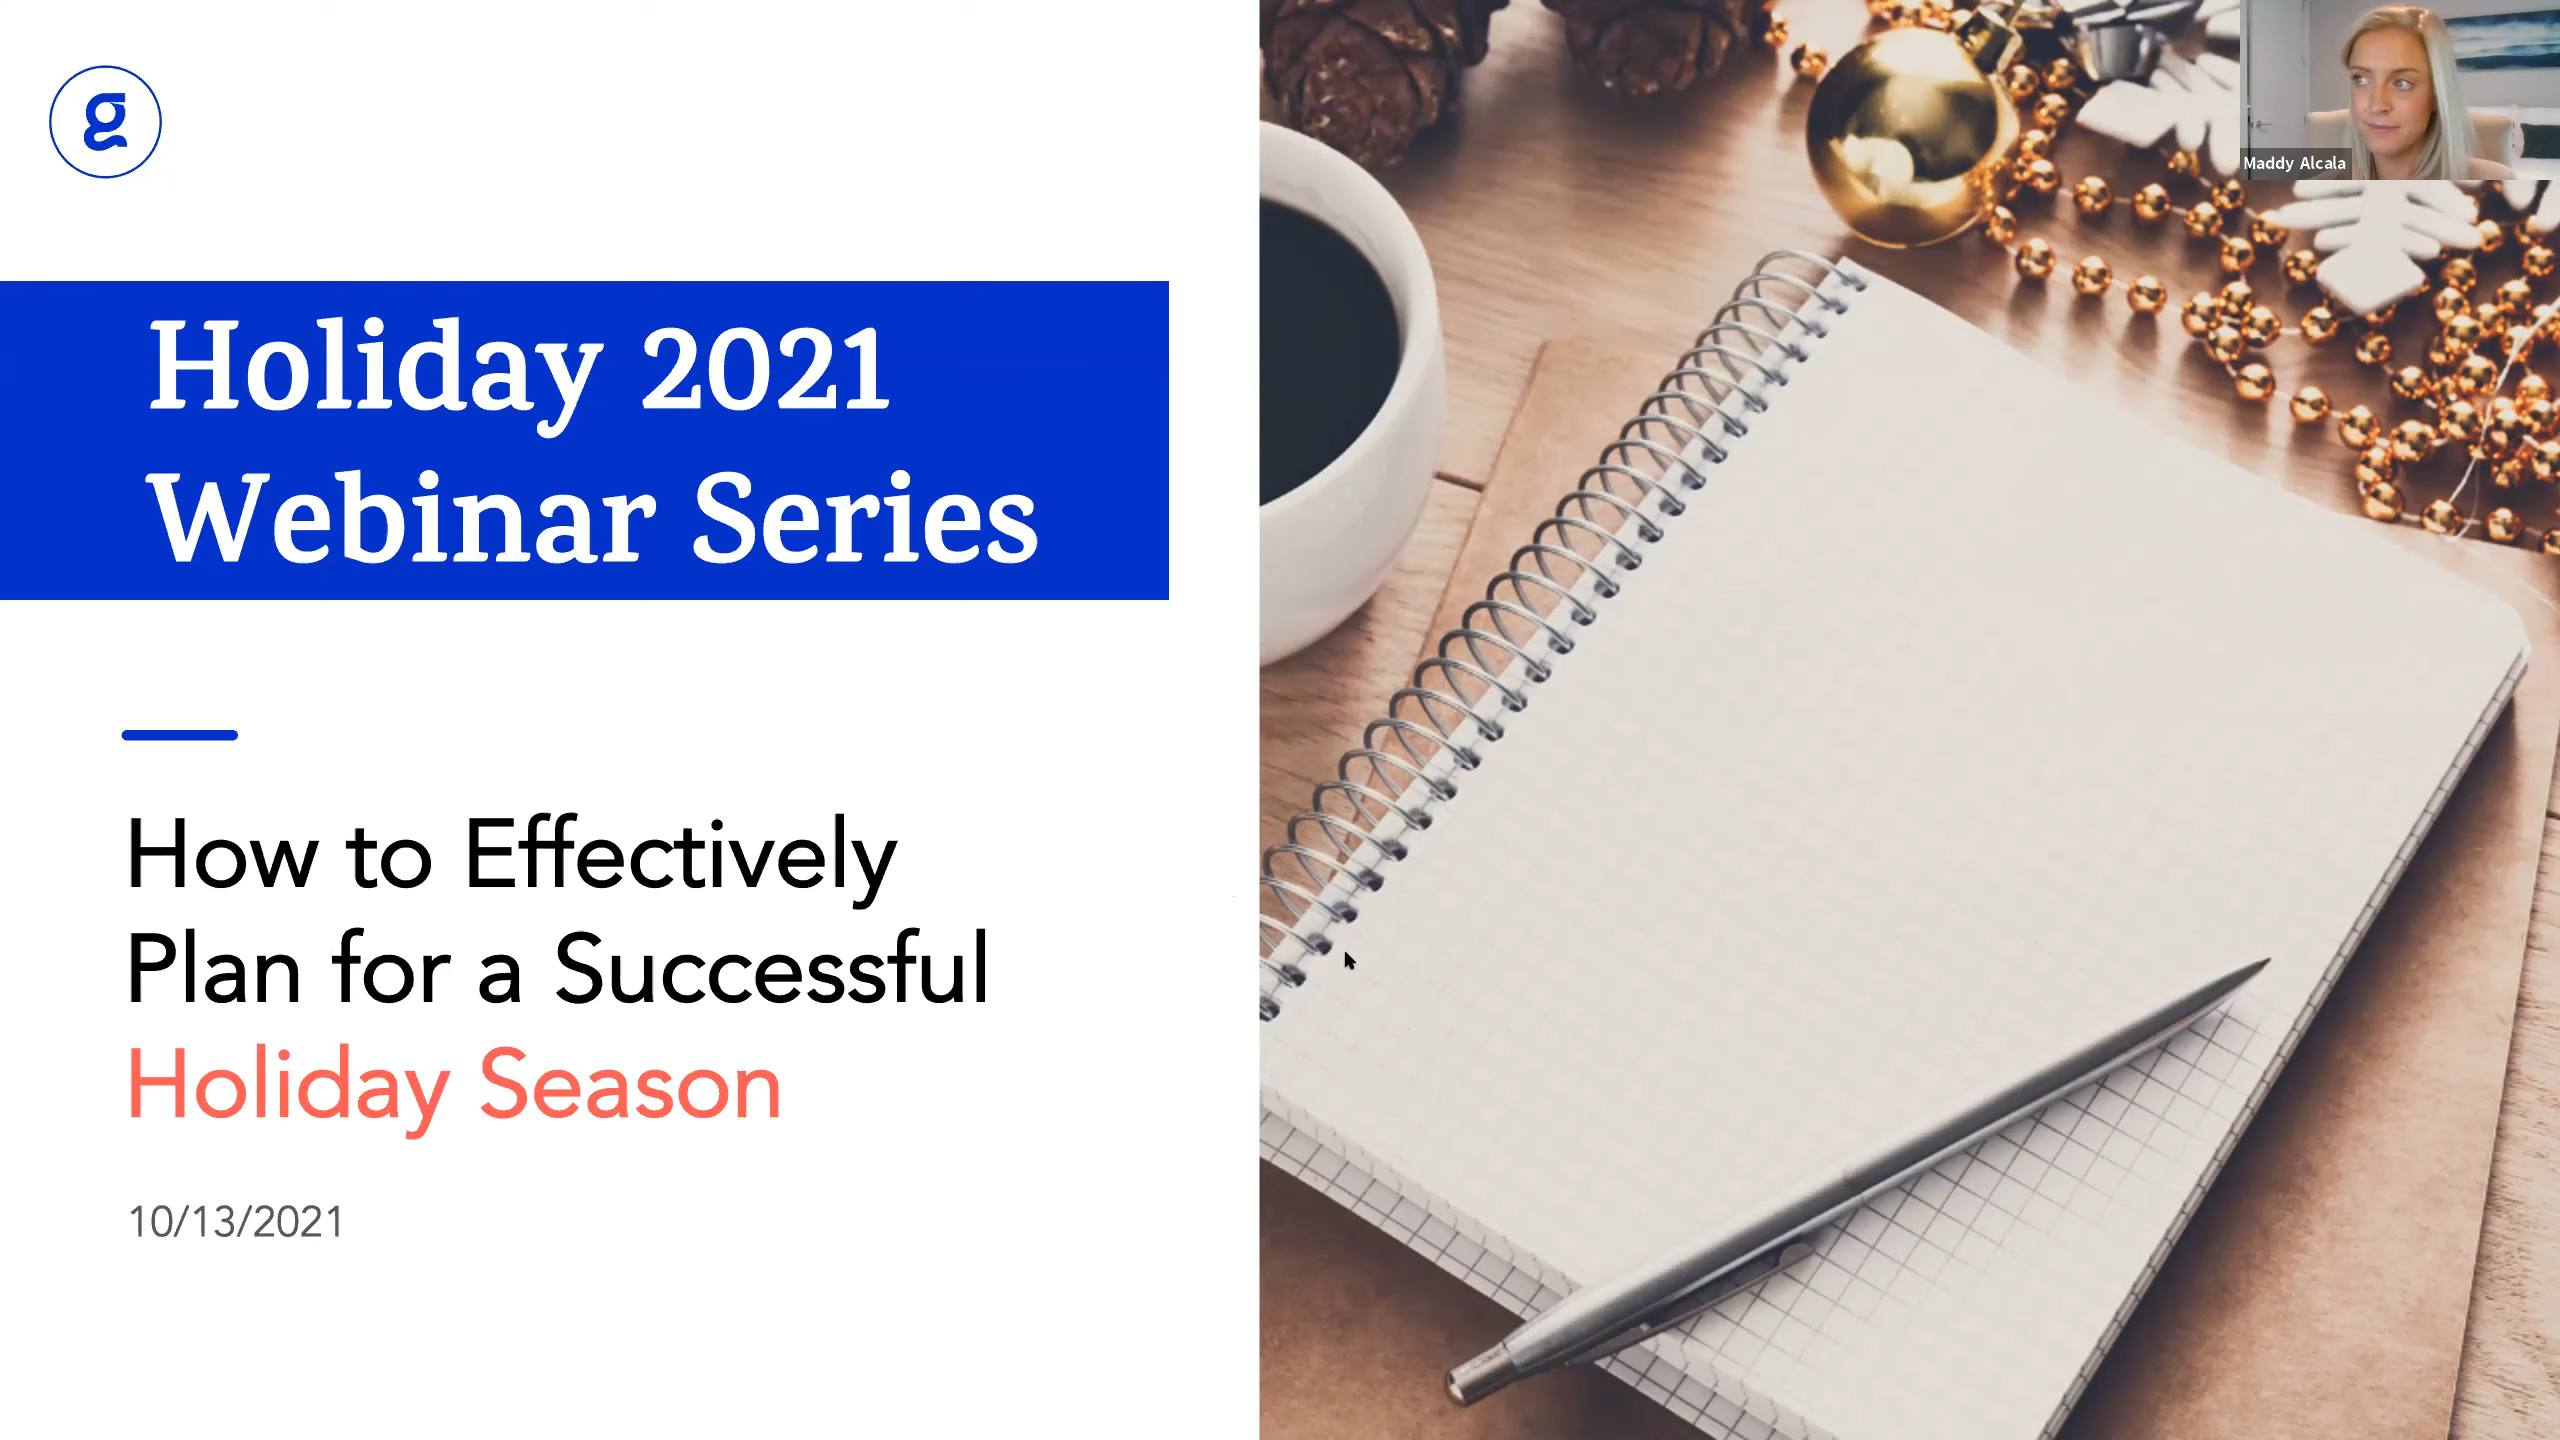 g
Maddy Alcala
Holiday 2021
Webinar Series
How to Effectively
Plan for a Successful
Holiday Season
10/13/2021